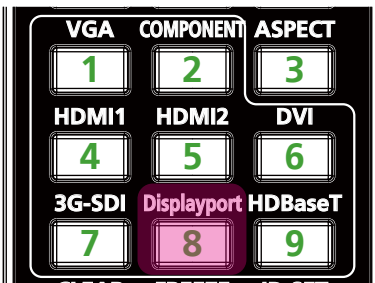 VGA COMPONENT ASPECT
1 2 3
HDMI1 HDMI2 DVI
4 5 6
3G-SDI Displayport HDBaseT
7 8 9